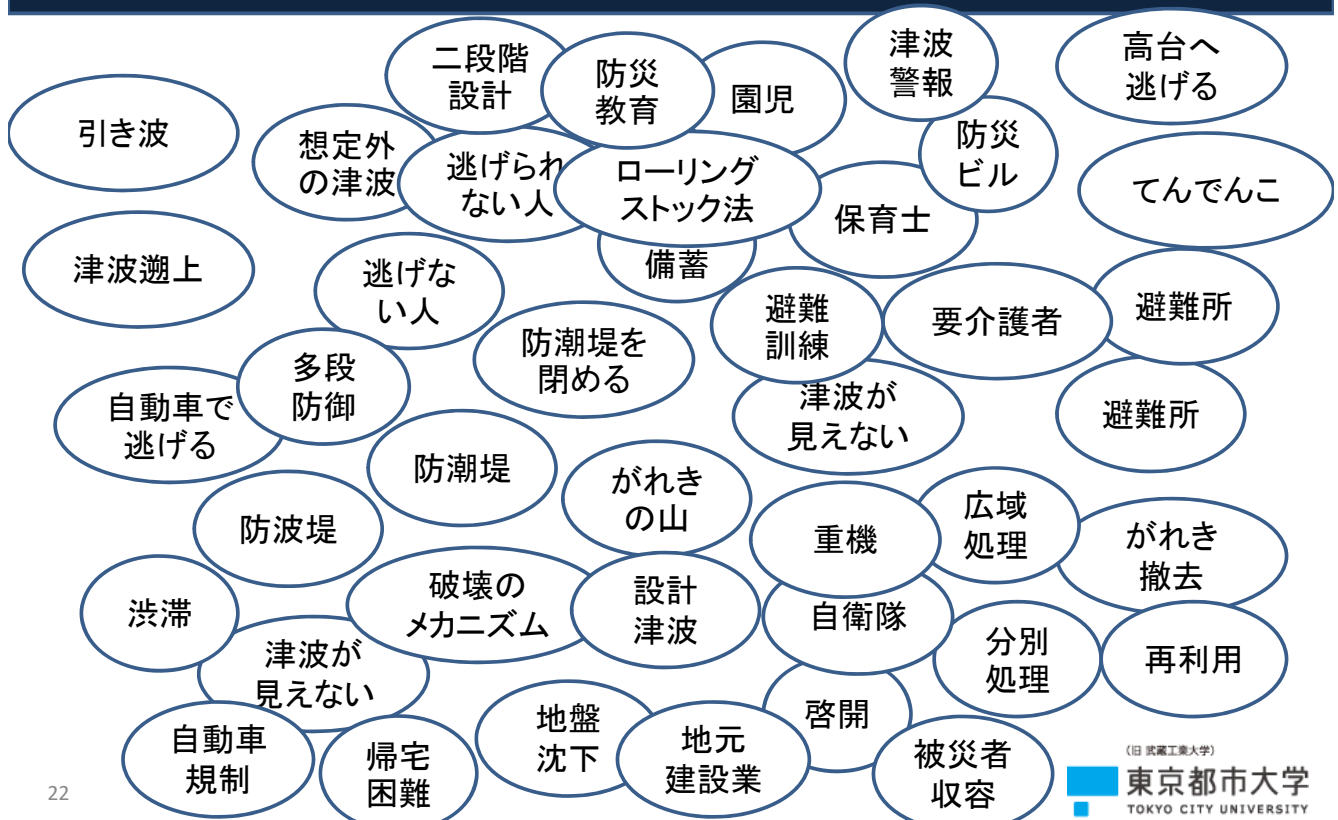 二段階
設計
防災
教育
園児
津波
警報
高台へ
逃げる
引き波
想定外
の津波
逃げられ
ない人
ローリング
ストック法
防災
ビル
てんでんこ
保育士
備蓄
津波遡上
逃げな
い人
避難
訓練
要介護者
避難所
防潮堤を
閉める
多段
防御
自動車で
逃げる
津波が
見えない
避難所
防潮堤
がれき
の山
防波堤
重機
広域
処理
がれき
撤去
渋滞
破壊の
メカニズム
設計
津波
自衛隊
分別
処理
再利用
津波が
見えない
自動車
規制
帰宅
困難
地盤
沈下
地元
建設業
啓開
被災者
収容
22
(旧 武蔵工業大学)
東京都市大学
TOKYO CITY UNIVERSITY